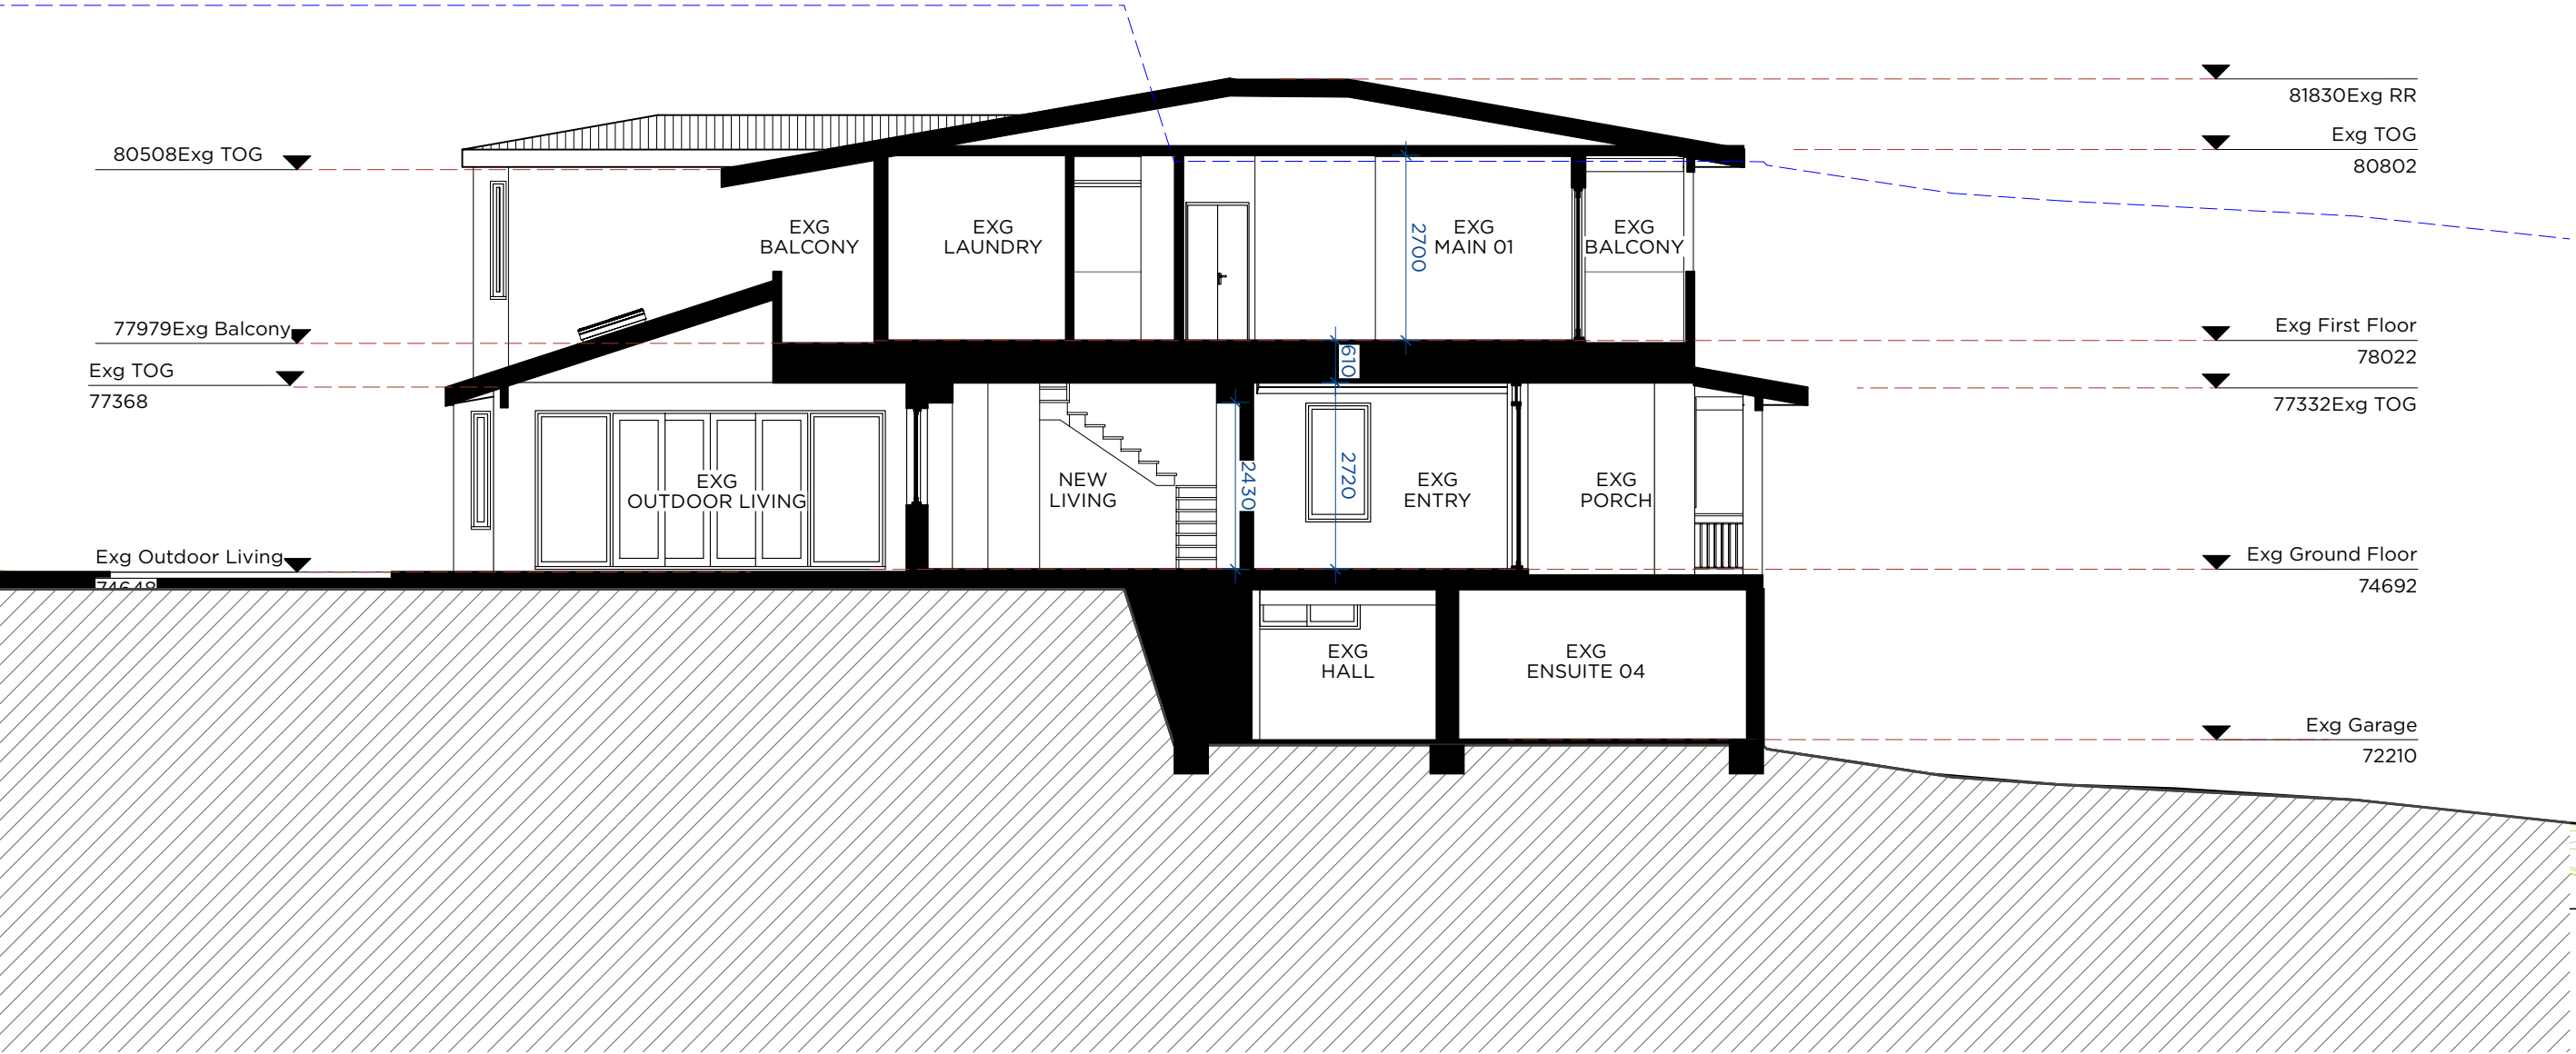 81830Exg RR
80508Exg TOG
Exg TOG
80802
EXG
BALCONY
EXG
LAUNDRY
2700
EXG
MAIN 01
EXG
BALCONY
77979Exg Balcony
Exg First Floor
78022
Exg TOG
77368
610
77332Exg TOG
EXG
OUTDOOR LIVING
NEW
LIVING
2430
2720
EXG
ENTRY
EXG
PORCH
Exg Outdoor Living
74648
Exg Ground Floor
74692
EXG
HALL
EXG
ENSUITE 04
Exg Garage
72210